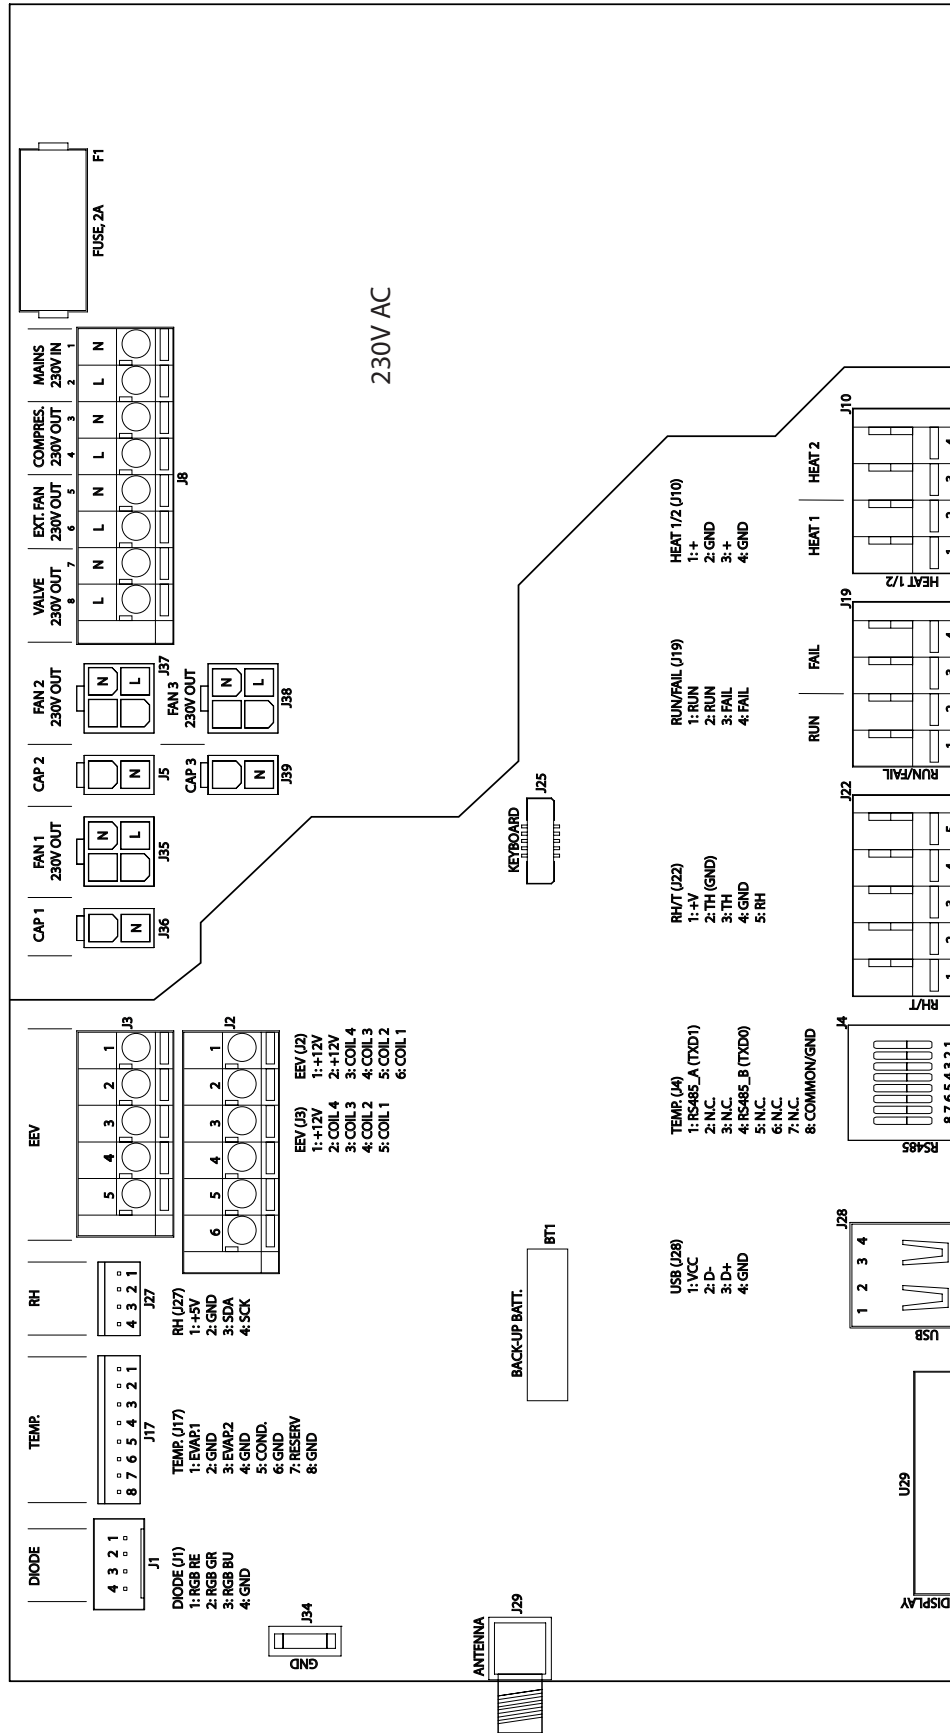 DIODE
4 3 2 1
J1
DIODE (J1)
1: RGB RE
2: RGB GR
3: RGB BU
4: GND
TEMP.
8 7 6 5 4 3 2 1
J17
TEMP. (J17)
1: EVAP.1
2: GND
3: EVAP.2
4: GND
5: COND.
6: GND
7: RESERV
8: GND
RH
4 3 2 1
J27
RH (J27)
1: +5V
2: GND
3: SDA
4: SCK
EEV
5 4 3 2 1
J3
6 5 4 3 2 1
J2
EEV (J3)
1: +12V
2: COIL 4
3: COIL 3
4: COIL 2
5: COIL 1
EEV (J2)
1: +12V
2: +12V
3: COIL 4
4: COIL 3
5: COIL 2
6: COIL 1
CAP 1
N
J36
FAN 1
230V OUT
N
L
J35
CAP 2
N
J5
FAN 2
230V OUT
N
L
J37
CAP 3
N
J39
FAN 3
230V OUT
N
L
J38
VALVE
230V OUT
EXT. FAN
230V OUT
COMPRES.
230V OUT
MAINS
230V IN
8 7 6 5 4 3 2 1
L N L N L N L N
J8
FUSE, 2A
F1
230V AC
GND
J34
ANTENNA
J29
BACK-UP BATT.
BT1
KEYBOARD
J25
USB (J28)
1: VCC
2: D-
3: D+
4: GND
TEMP. (J4)
1: RS485_A (TXD1)
2: N.C.
3: N.C.
4: RS485_B (TXD0)
5: N.C.
6: N.C.
7: N.C.
8: COMMON/GND
RH/T (J22)
1: +V
2: TH (GND)
3: TH
4: GND
5: RH
RUN/FAIL (J19)
1: RUN
2: RUN
3: FAIL
4: FAIL
HEAT 1/2 (J10)
1: +
2: GND
3: +
4: GND
DISPLAY
U29
USB
J28
1 2 3 4
RS485
J4
8 7 6 5 4 3 2 1
RH/T
J22
1 2 3 4 5
RUN
FAIL
RUN/FAIL
J19
1 2 3 4
HEAT 1
HEAT 2
HEAT 1/2
J10
1 2 3 4